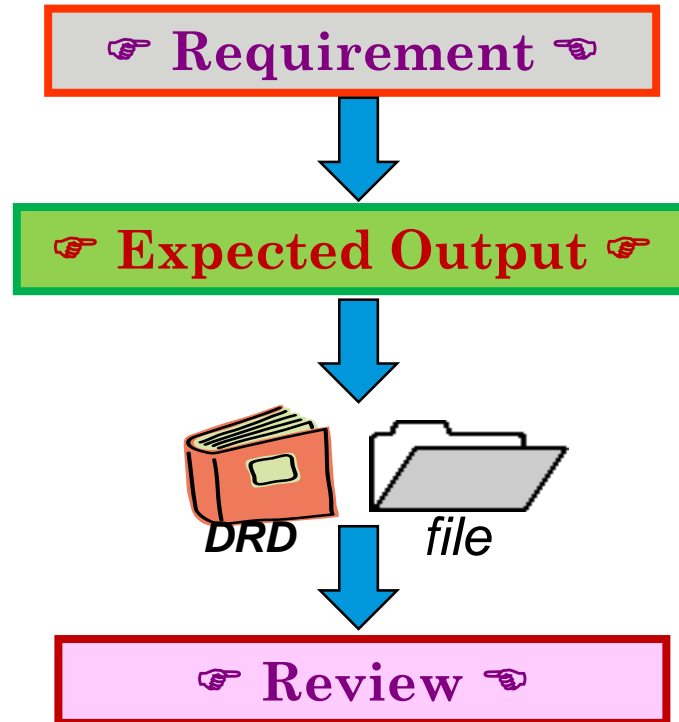 ☞ Requirement ☜
☞ Expected Output ☞
DRD file
☞ Review ☜